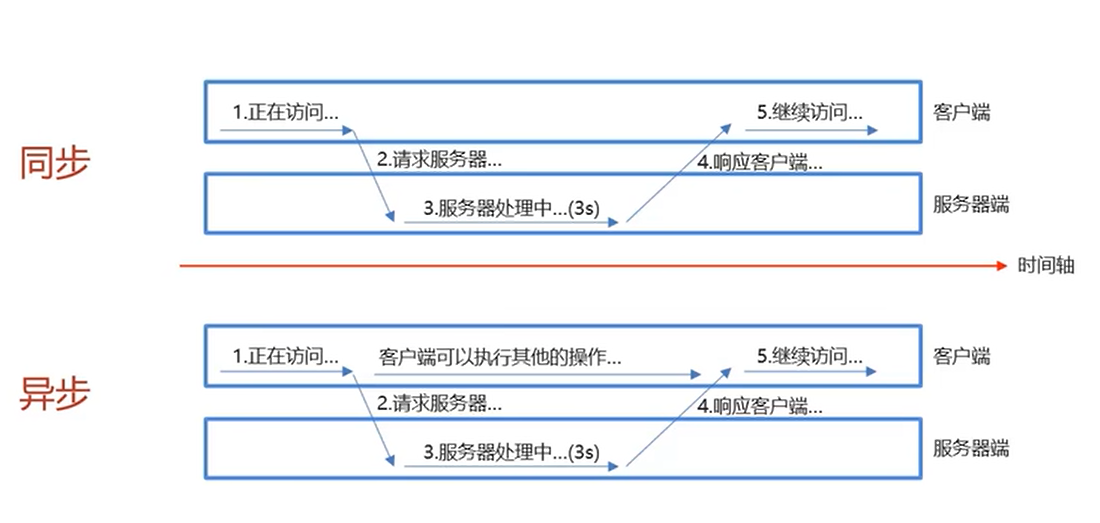 同步
1.正在访问...
5.继续访问...
客户端
2.请求服务器...
4.响应客户端...
3.服务器处理中...(3s)
服务器端
时间轴
异步
1.正在访问...
客户端可以执行其他的操作...
5.继续访问...
客户端
2.请求服务器...
4.响应客户端...
3.服务器处理中...(3s)
服务器端